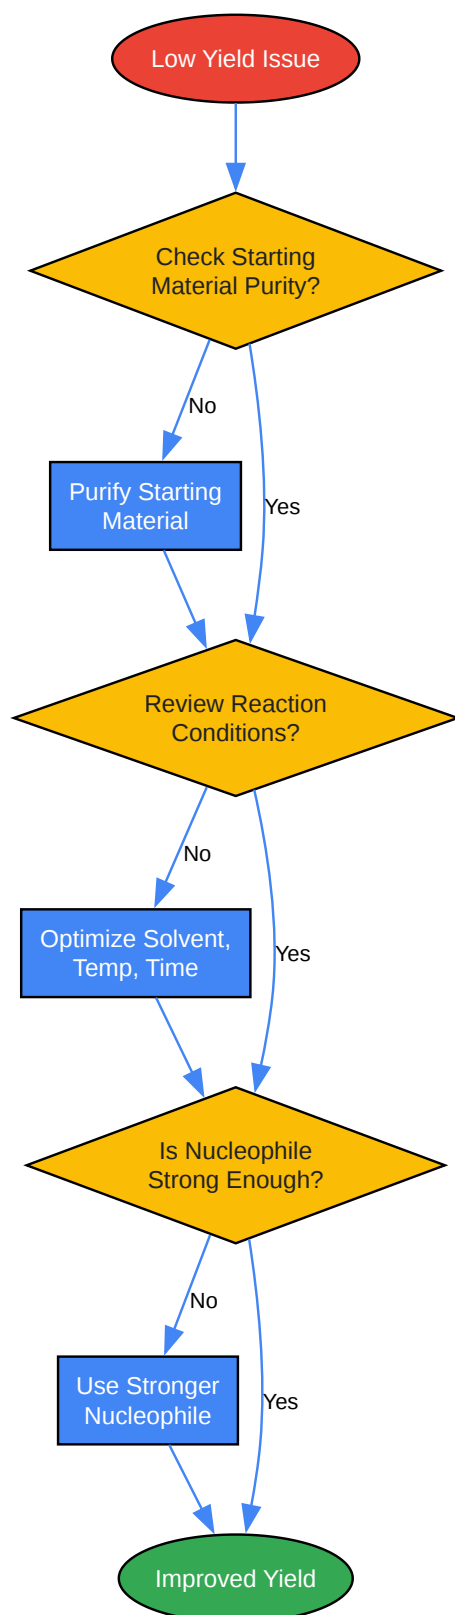 Low Yield Issue
Check Starting
Material Purity?
No
Purify Starting
Material
Yes
Review Reaction
Conditions?
No
Optimize Solvent,
Temp, Time
Yes
Is Nucleophile
Strong Enough?
No
Use Stronger
Nucleophile
Yes
Improved Yield